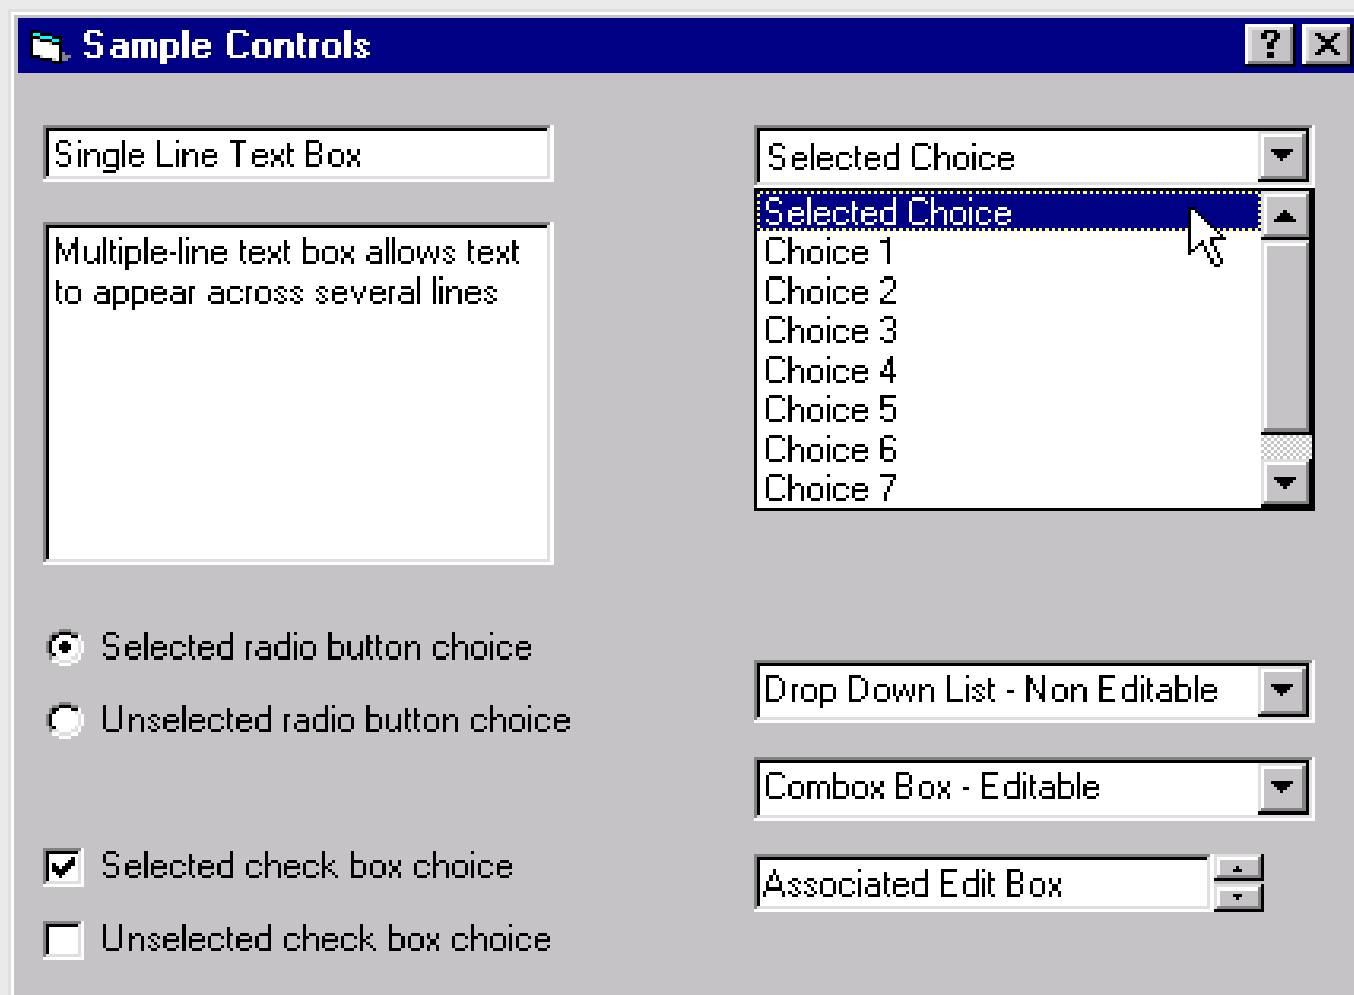 Sample Controls
?
Single Line Text Box
Multiple-line text box allows text
to appear across several lines
Selected radio button choice
Unselected radio button choice
Selected check box choice
Unselected check box choice
Selected Choice
Selected Choice
Choice 1
Choice 2
Choice 3
Choice 4
Choice 5
Choice 6
Choice 7
Drop Down List - Non Editable
Combox Box - Editable
Associated Edit Box